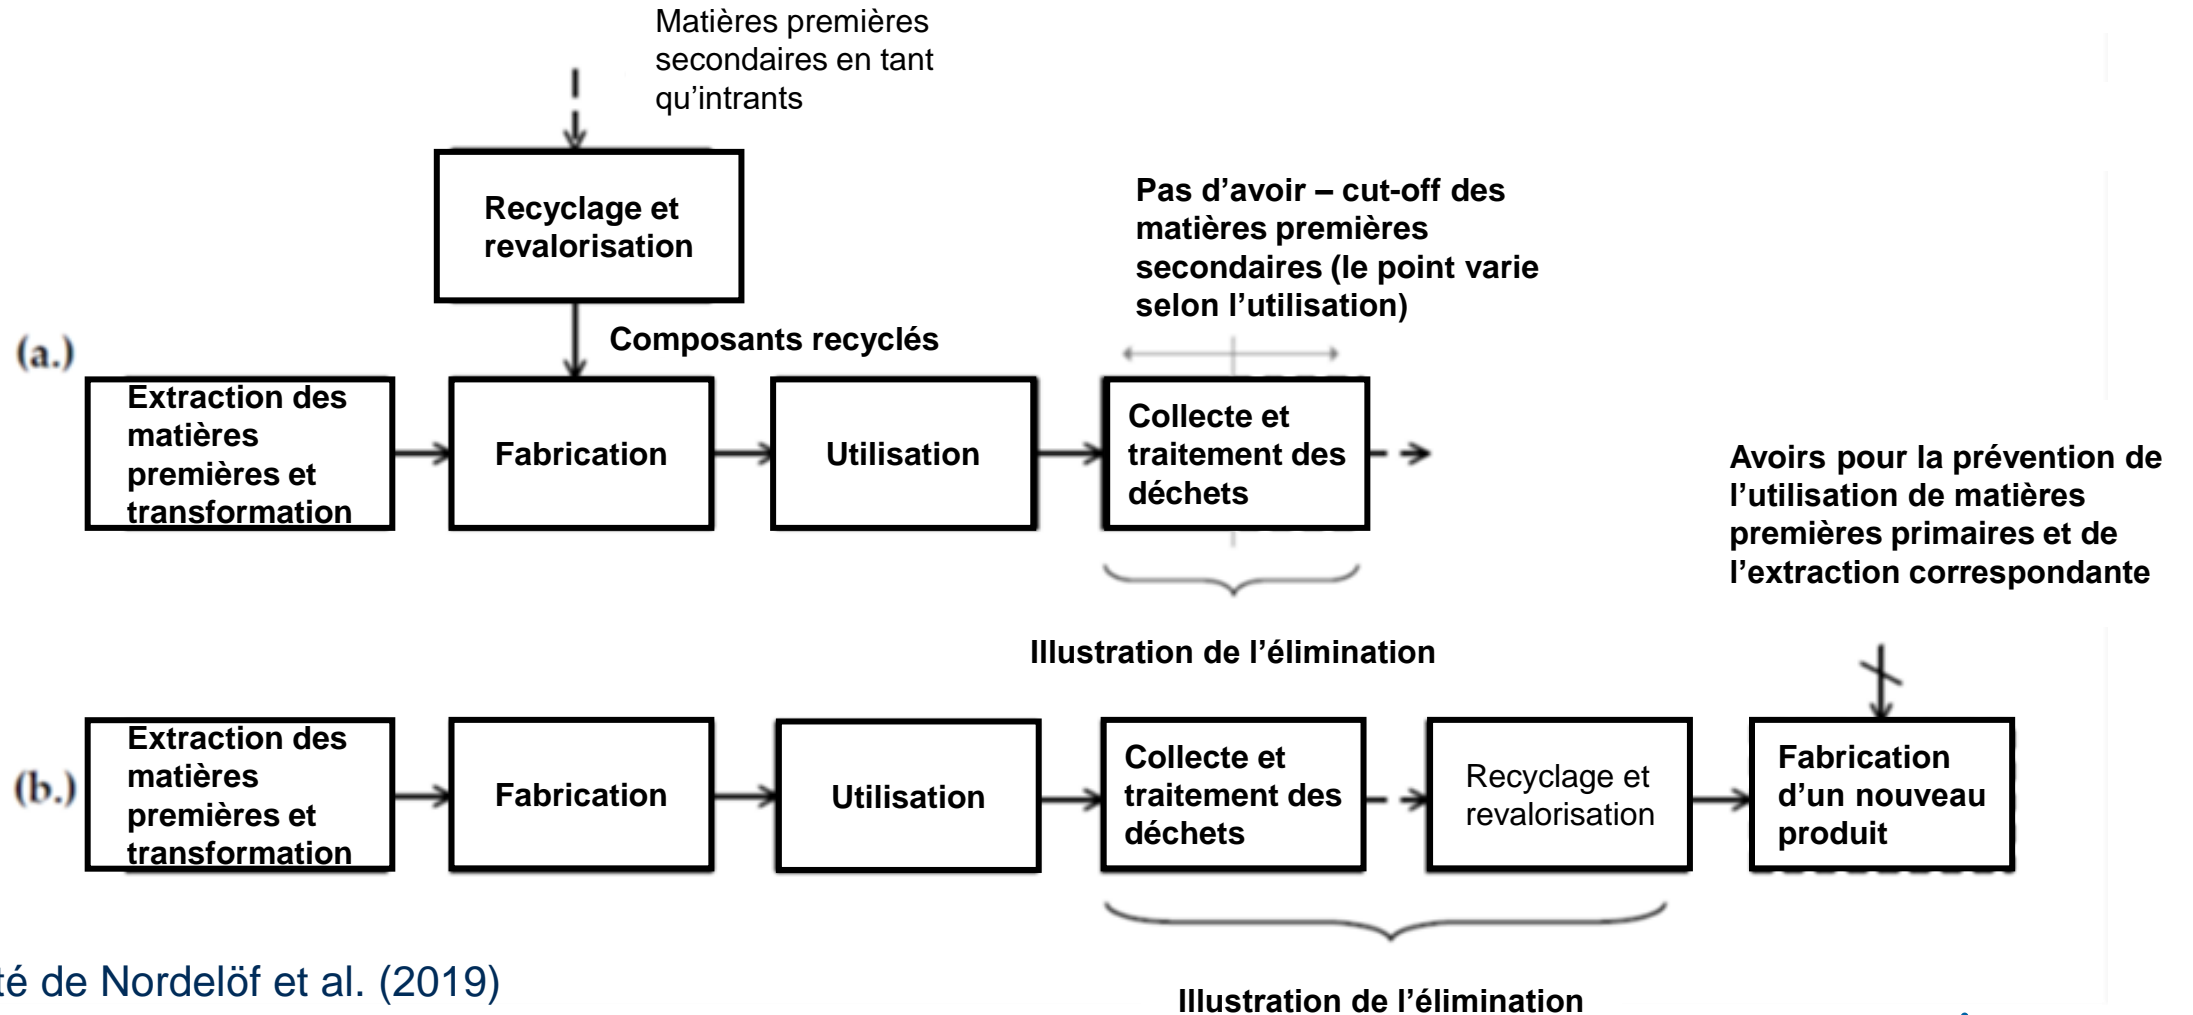 Matières premières
secondaires en tant
qu’intrants
Recyclage et
revalorisation
Pas d’avoir – cut-off des
matières premières
secondaires (le point varie
selon l’utilisation)
Composants recyclés
(a.)
Extraction des
matières
premières et
transformation
Fabrication
Utilisation
Collecte et
traitement des
déchets
Avoirs pour la prévention de
l’utilisation de matières
premières primaires et de
l’extraction correspondante
Illustration de l’élimination
(b.)
Extraction des
matières
premières et
transformation
Fabrication
Utilisation
Collecte et
traitement des
déchets
Recyclage et
revalorisation
Fabrication
d’un nouveau
produit
té de Nordelöf et al. (2019)
Illustration de l’élimination